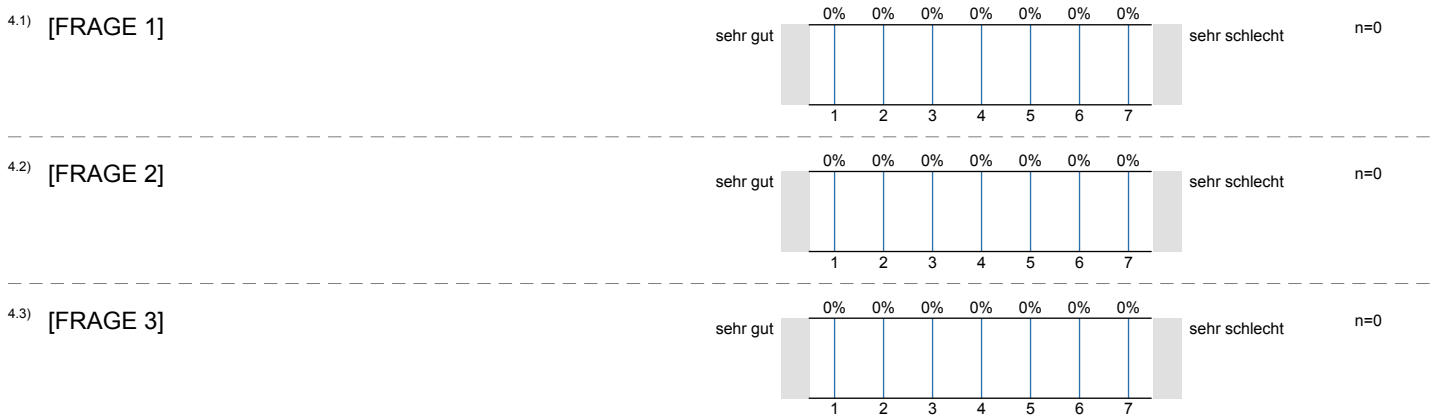 4.1) [FRAGE 1]
0% 0% 0% 0% 0% 0% 0%
sehr gut sehr schlecht n=0
1 2 3 4 5 6 7
4.2) [FRAGE 2]
0% 0% 0% 0% 0% 0% 0%
sehr gut sehr schlecht n=0
1 2 3 4 5 6 7
4.3) [FRAGE 3]
0% 0% 0% 0% 0% 0% 0%
sehr gut sehr schlecht n=0
1 2 3 4 5 6 7